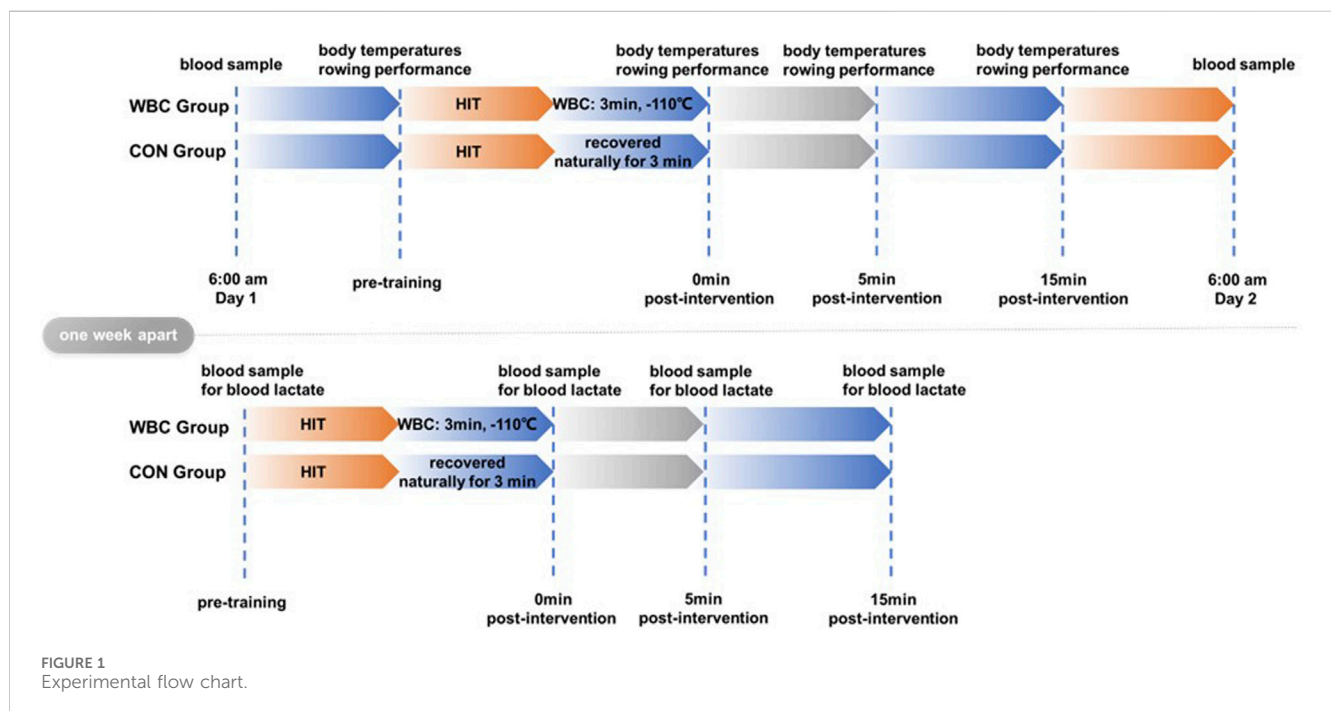 blood sample
body temperatures
rowing performance
body temperatures
rowing performance
body temperatures
rowing performance
body temperatures
rowing performance
blood sample
WBC Group
HIT
WBC: 3min, -110℃
CON Group
HIT
recovered
naturally for 3 min
6:00 am
Day 1
pre-training
0min
post-intervention
5min
post-intervention
15min
post-intervention
6:00 am
Day 2
one week apart
blood sample
for blood lactate
blood sample
for blood lactate
blood sample
for blood lactate
blood sample
for blood lactate
WBC Group
HIT
WBC: 3min, -110℃
CON Group
HIT
recovered
naturally for 3 min
pre-training
0min
post-intervention
5min
post-intervention
15min
post-intervention
FIGURE 1
Experimental flow chart.